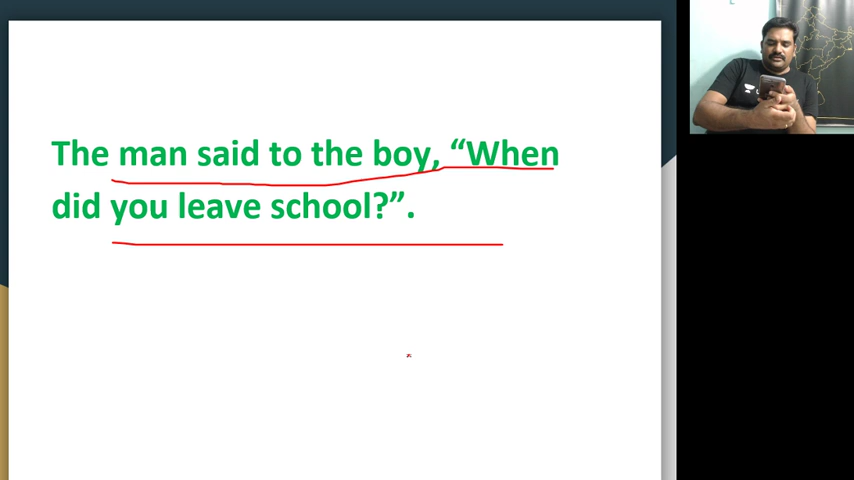 The man said to the boy, “When
did you leave school?”.